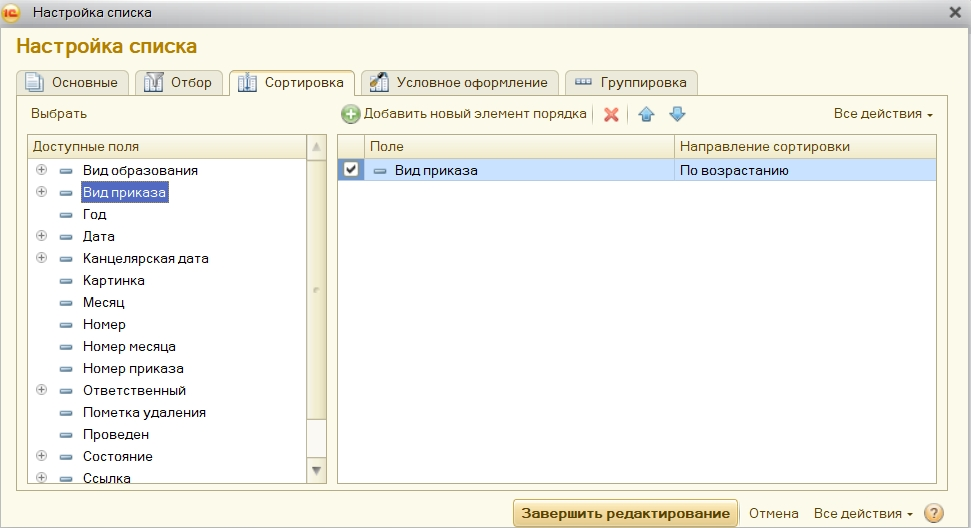 1С Настройка списка
Настройка списка
Основные Отбор Сортировка Условное оформление Группировка
Выбрать
Добавить новый элемент порядка Все действия
Доступные поля
Вид образования
Вид приказа
Год
Дата
Канцелярская дата
Картинка
Месяц
Номер
Номер месяца
Номер приказа
Ответственный
Пометка удаления
Проведен
Состояние
Ссылка
Поле Направление сортировки
Вид приказа По возрастанию
Завершить редактирование Отмена Все действия ?